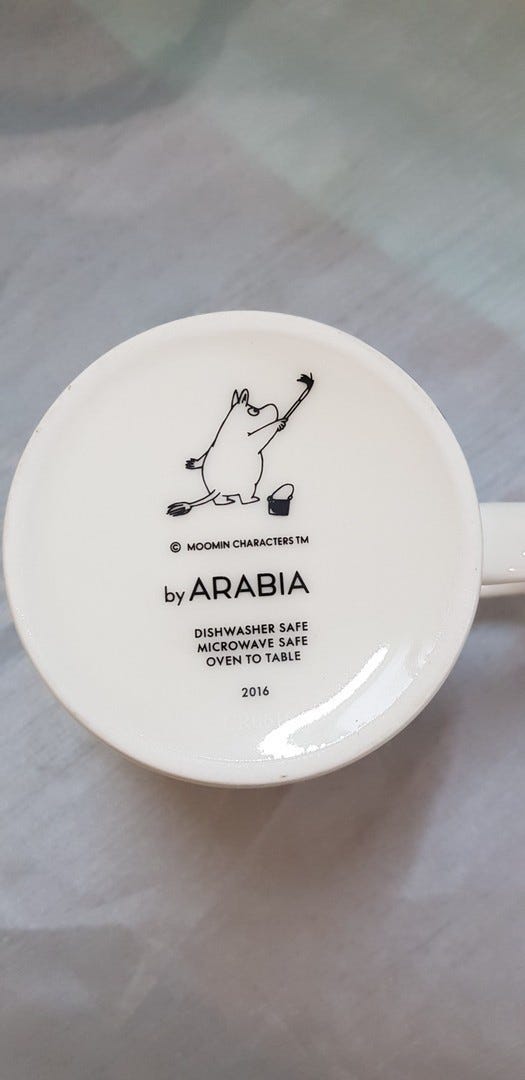 © MOOMIN CHARACTERS TM
by ARABIA
DISHWASHER SAFE
MICROWAVE SAFE
OVEN TO TABLE
2016